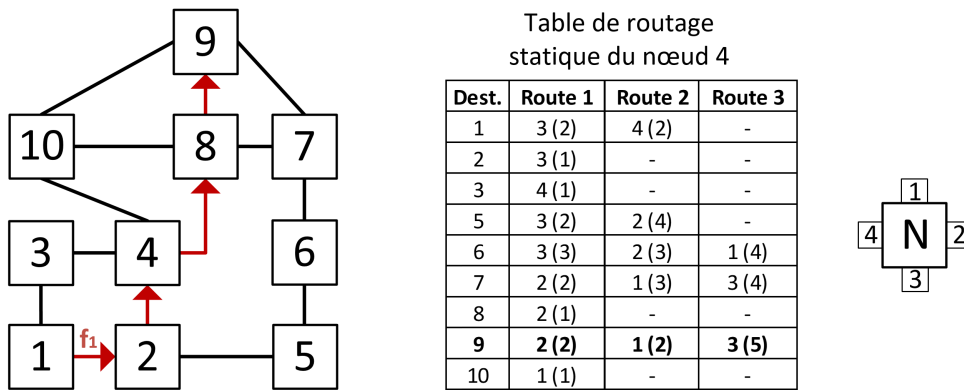 9
10
8
7
3
4
6
f1
1
2
5
Table de routage
statique du nœud 4
Dest. Route 1 Route 2 Route 3
1 3 (2) 4 (2) -
2 3 (1) - -
3 4 (1) - -
5 3 (2) 2 (4) -
6 3 (3) 2 (3) 1 (4)
7 2 (2) 1 (3) 3 (4)
8 2 (1) - -
9 2 (2) 1 (2) 3 (5)
10 1 (1) - -
1
4 N 2
3